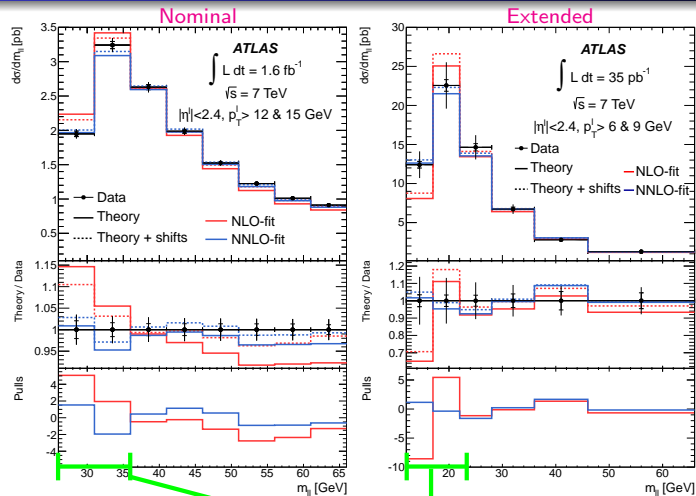 Nominal
dσ/dm_ll [pb]
ATLAS
∫ L dt = 1.6 fb⁻¹
√s = 7 TeV
|η^l|<2.4, p_T^l > 12 & 15 GeV
Data
Theory
Theory + shifts
NLO-fit
NNLO-fit
3.5
3
2.5
2
1.5
1
0.5
Theory / Data
1.15
1.1
1.05
1
0.95
Pulls
4
2
0
-2
-4
30 35 40 45 50 55 60 65
m_ll [GeV]
Extended
dσ/dm_ll [pb]
ATLAS
∫ L dt = 35 pb⁻¹
√s = 7 TeV
|η^l|<2.4, p_T^l > 6 & 9 GeV
Data
Theory
Theory + shifts
NLO-fit
NNLO-fit
30
25
20
15
10
5
Theory / Data
1.2
1.1
1
0.9
0.8
0.7
Pulls
5
0
-5
-10
20 30 40 50 60
m_ll [GeV]